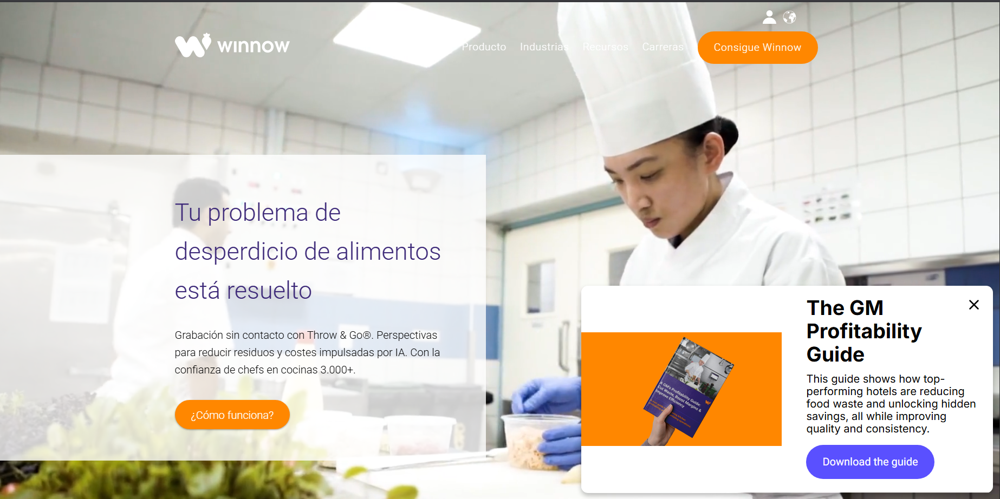 winnow
Producto
Industrias
Recursos
Carreras
Consigue Winnow
Tu problema de
desperdicio de alimentos
está resuelto
Grabación sin contacto con Throw & Go®. Perspectivas
para reducir residuos y costes impulsadas por IA. Con la
confianza de chefs en cocinas 3.000+.
¿Cómo funciona?
The GM
Profitability
Guide
This guide shows how top-
performing hotels are reducing
food waste and unlocking hidden
savings, all while improving
quality and consistency.
Download the guide
A GM's Profitability Guide:
Cut Waste, Boost Margins &
Improve Efficiency